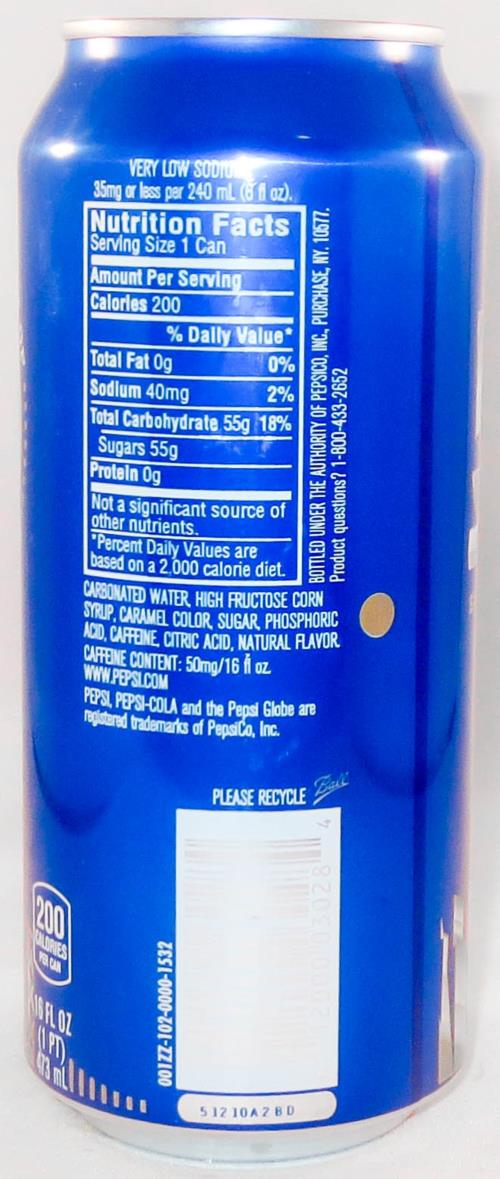 VERY LOW
35mg or less per 240 mL (8 fl oz).
Nutrition Facts
Serving Size 1 Can
Amount Per Serving
Calories 200
% Daily Value*
Total Fat 0g 0%
Sodium 40mg 2%
Total Carbohydrate 55g 18%
Sugars 55g
Protein 0g
Not a significant source of
other nutrients.
*Percent Daily Values are
based on a 2,000 calorie diet.
BOTTLED UNDER THE AUTHORITY OF PEPSICO, INC., PURCHASE, NY. 10577.
Product questions? 1-800-433-2652
CARBONATED WATER, HIGH FRUCTOSE CORN
SYRUP, CARAMEL COLOR, SUGAR, PHOSPHORIC
ACID, CAFFEINE, CITRIC ACID, NATURAL FLAVOR
CAFFEINE CONTENT: 50mg/16 fl oz
WWW.PEPSI.COM
PEPSI, PEPSI-COLA and the Pepsi Globe are
registered trademarks of PepsiCo, Inc.
PLEASE RECYCLE Ball
200
CALORIES
PER CAN
16 FL OZ
(1 PT)
473 mL
001ZZ-102-0000-1532
51210A28D